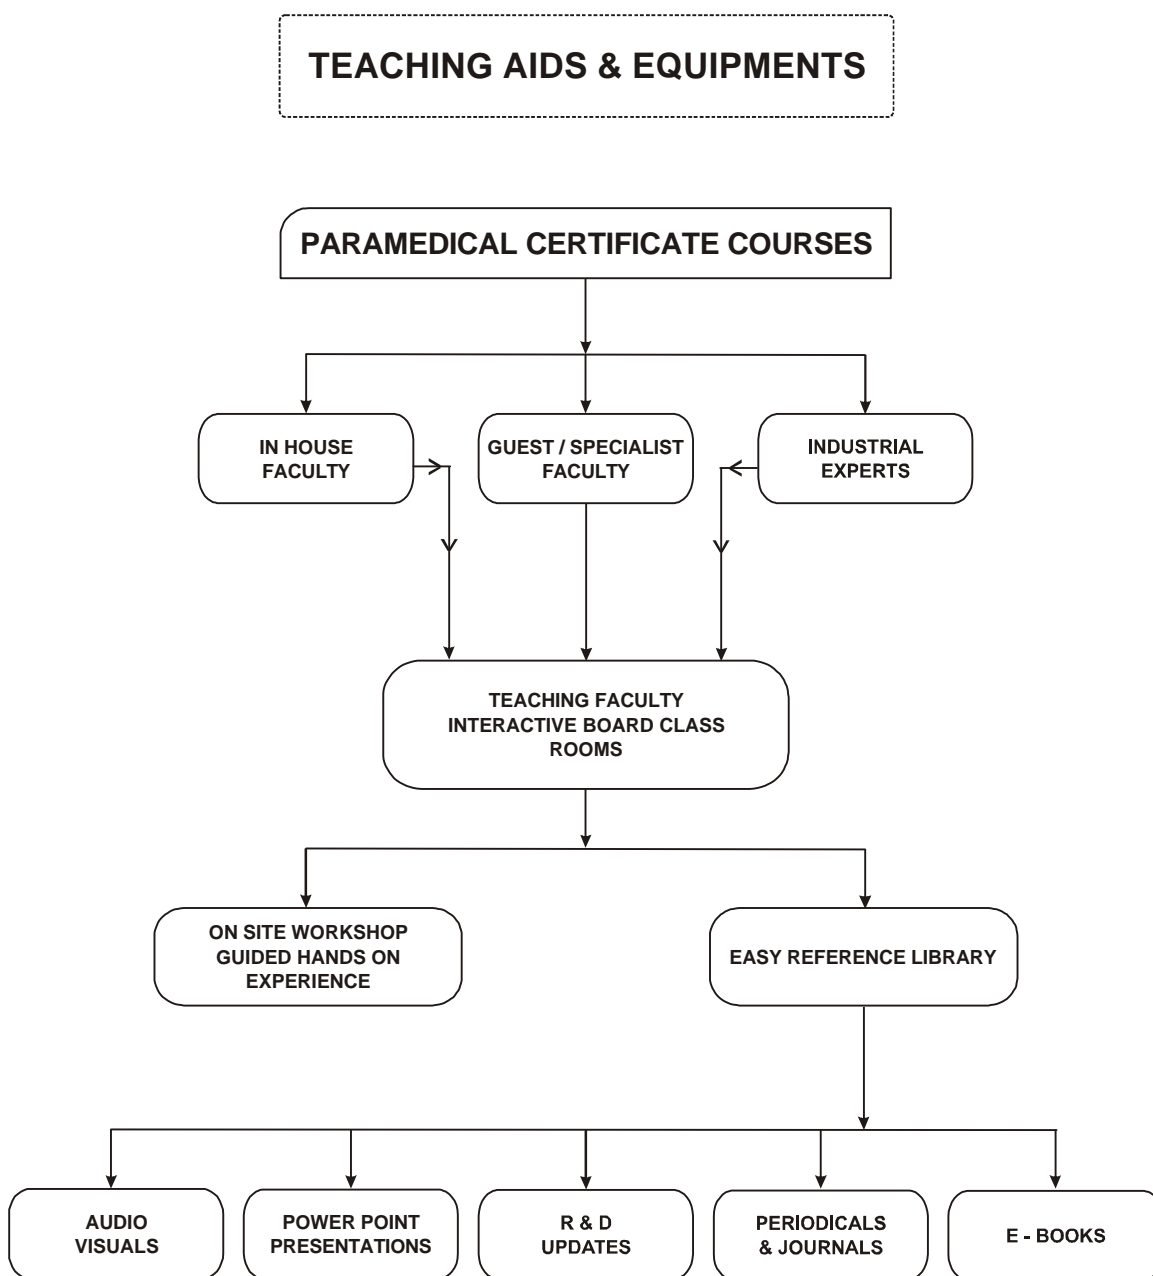 TEACHING AIDS & EQUIPMENTS
PARAMEDICAL CERTIFICATE COURSES
IN HOUSE
FACULTY
GUEST / SPECIALIST
FACULTY
INDUSTRIAL
EXPERTS
TEACHING FACULTY
INTERACTIVE BOARD CLASS
ROOMS
ON SITE WORKSHOP
GUIDED HANDS ON
EXPERIENCE
EASY REFERENCE LIBRARY
AUDIO
VISUALS
POWER POINT
PRESENTATIONS
R & D
UPDATES
PERIODICALS
& JOURNALS
E - BOOKS